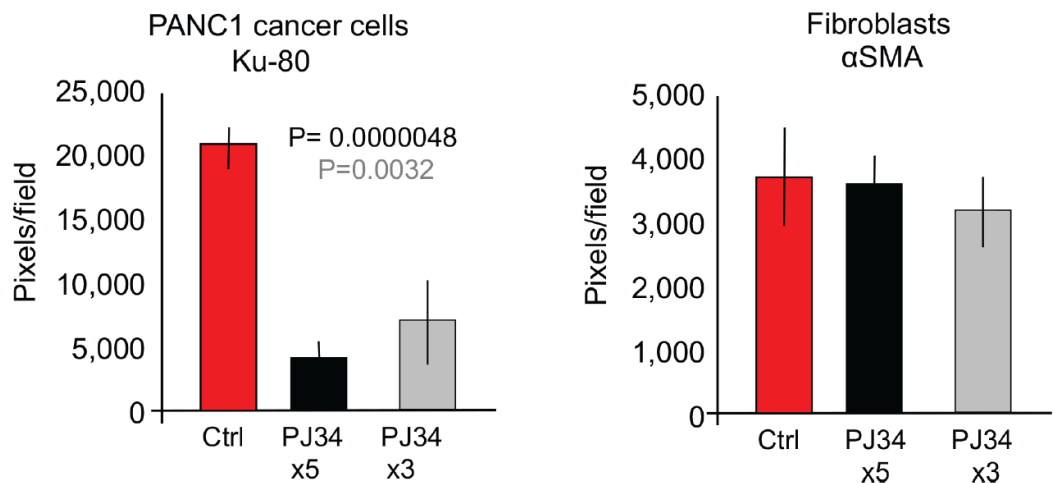 PANC1 cancer cells
Ku-80
25,000
20,000
15,000
10,000
5,000
0
Pixels/field
P= 0.0000048
P=0.0032
Ctrl
PJ34
x5
PJ34
x3
Fibroblasts
αSMA
5,000
4,000
3,000
2,000
1,000
0
Pixels/field
Ctrl
PJ34
x5
PJ34
x3